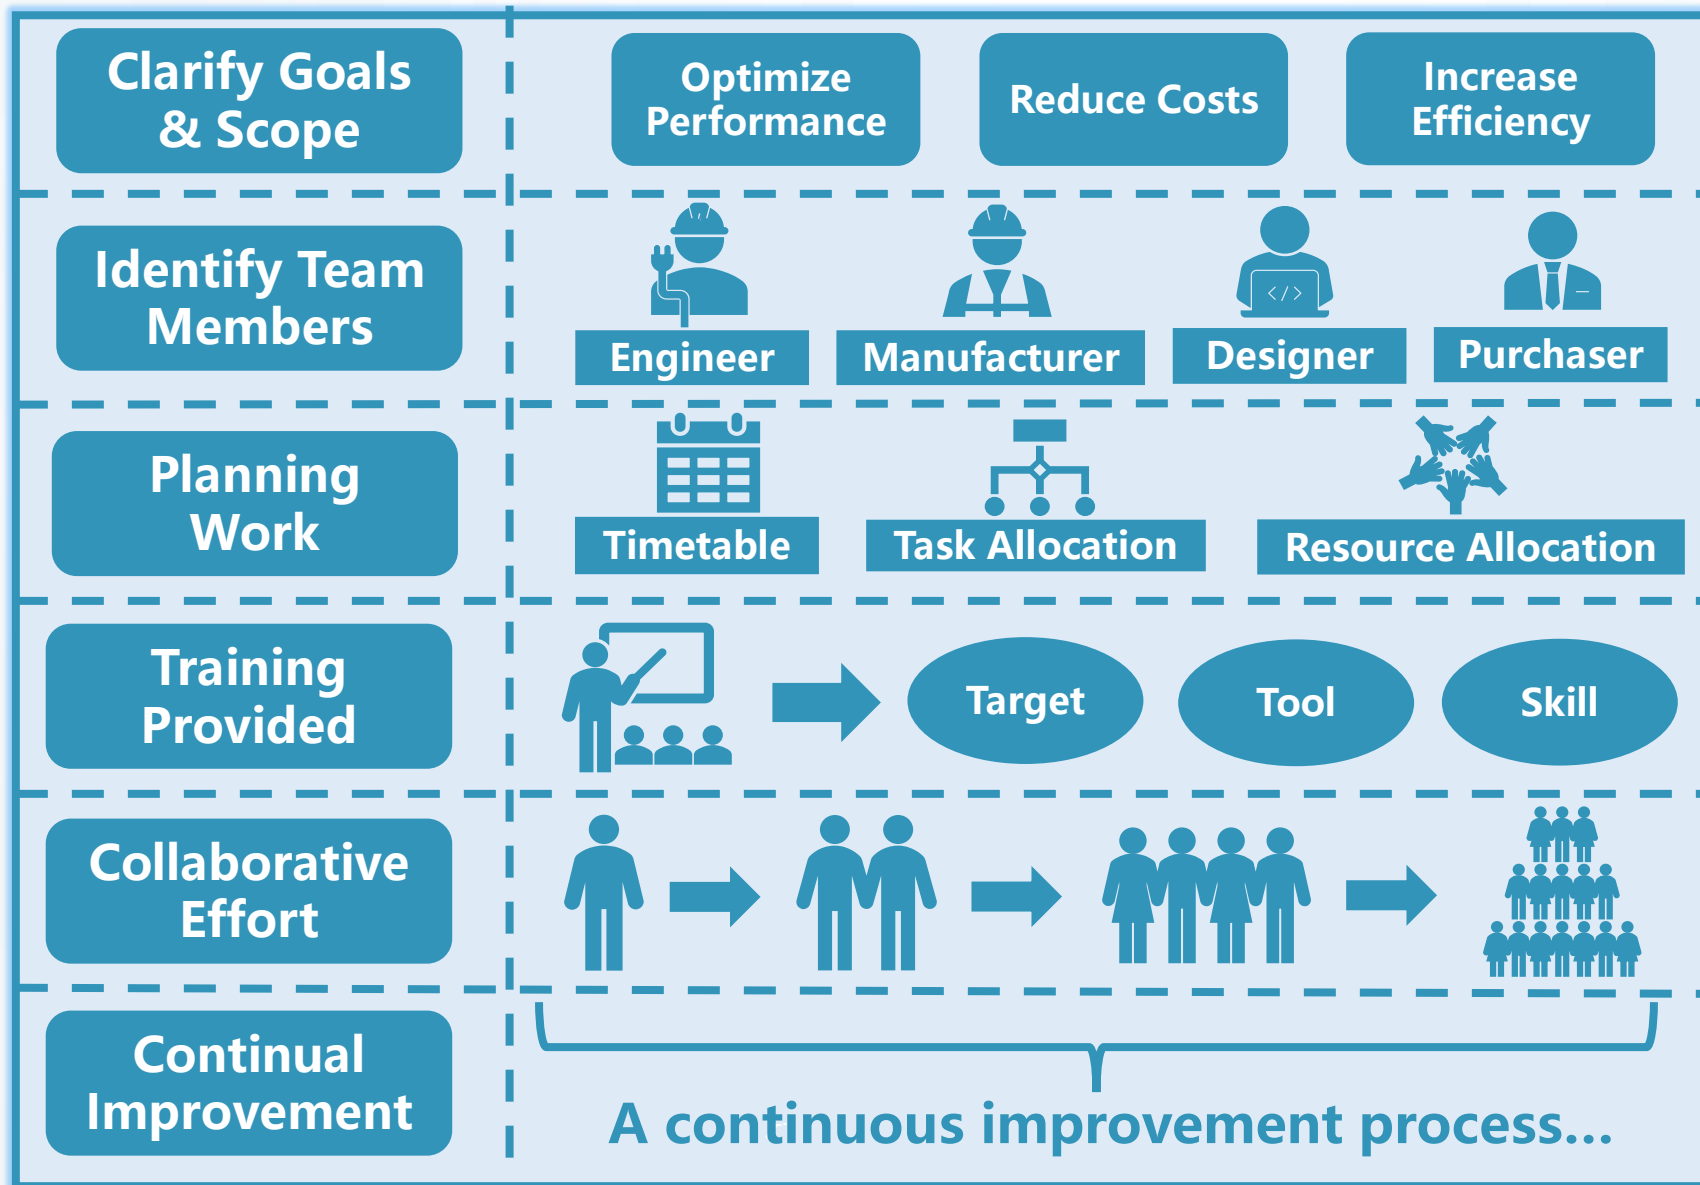 Clarify Goals
& Scope
Optimize
Performance
Reduce Costs
Increase
Efficiency
Identify Team
Members
</>
Engineer
Manufacturer
Designer
Purchaser
Planning
Work
Timetable
Task Allocation
Resource Allocation
Training
Provided
Target
Tool
Skill
Collaborative
Effort
Continual
Improvement
A continuous improvement process...